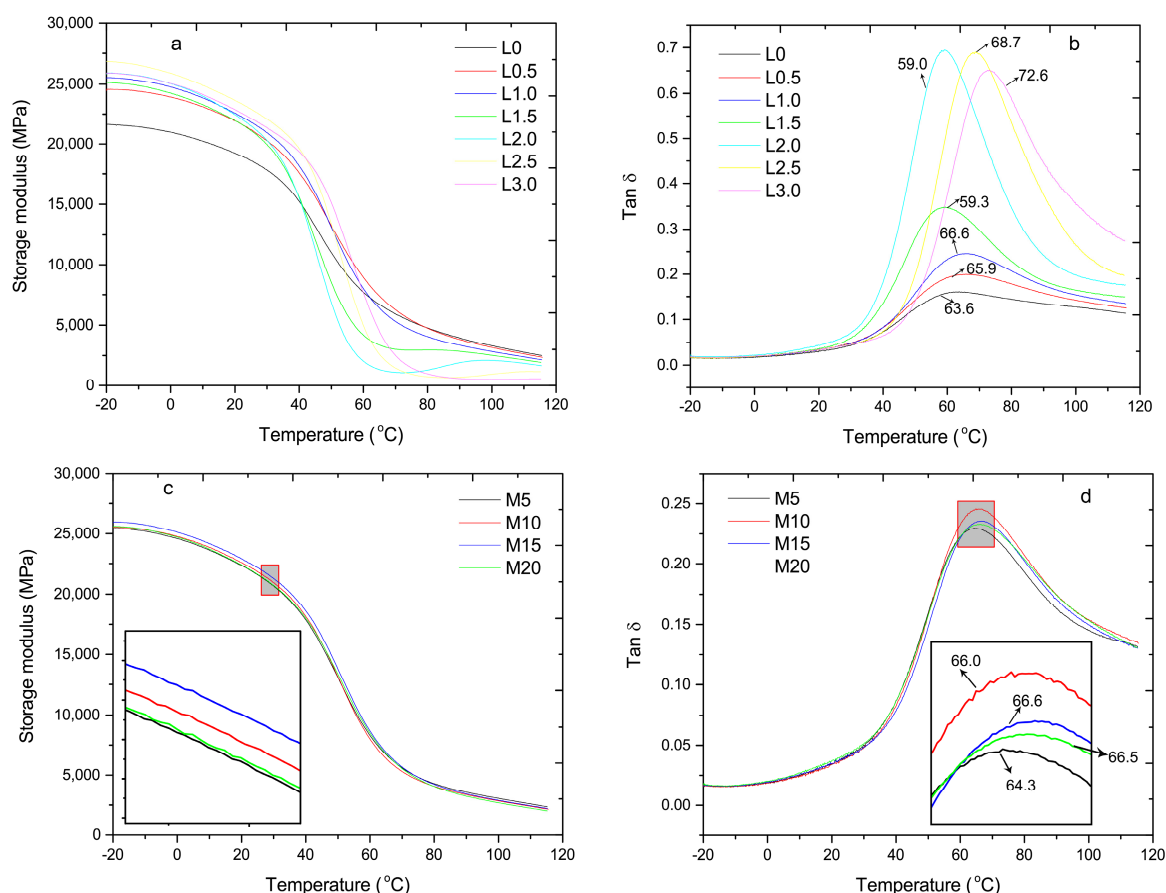 a
30,000
25,000
20,000
15,000
10,000
5,000
0
Storage modulus (MPa)
L0
L0.5
L1.0
L1.5
L2.0
L2.5
L3.0
-20 0 20 40 60 80 100 120
Temperature (°C)
b
0.7
0.6
0.5
0.4
0.3
0.2
0.1
0.0
Tan δ
L0
L0.5
L1.0
L1.5
L2.0
L2.5
L3.0
59.0
68.7
72.6
59.3
66.6
65.9
63.6
-20 0 20 40 60 80 100 120
Temperature (°C)
c
30,000
25,000
20,000
15,000
10,000
5,000
0
Storage modulus (MPa)
M5
M10
M15
M20
-20 0 20 40 60 80 100 120
Temperature (°C)
d
0.25
0.20
0.15
0.10
0.05
0.00
Tan δ
M5
M10
M15
M20
66.0
66.6
66.5
64.3
-20 0 20 40 60 80 100 120
Temperature (°C)